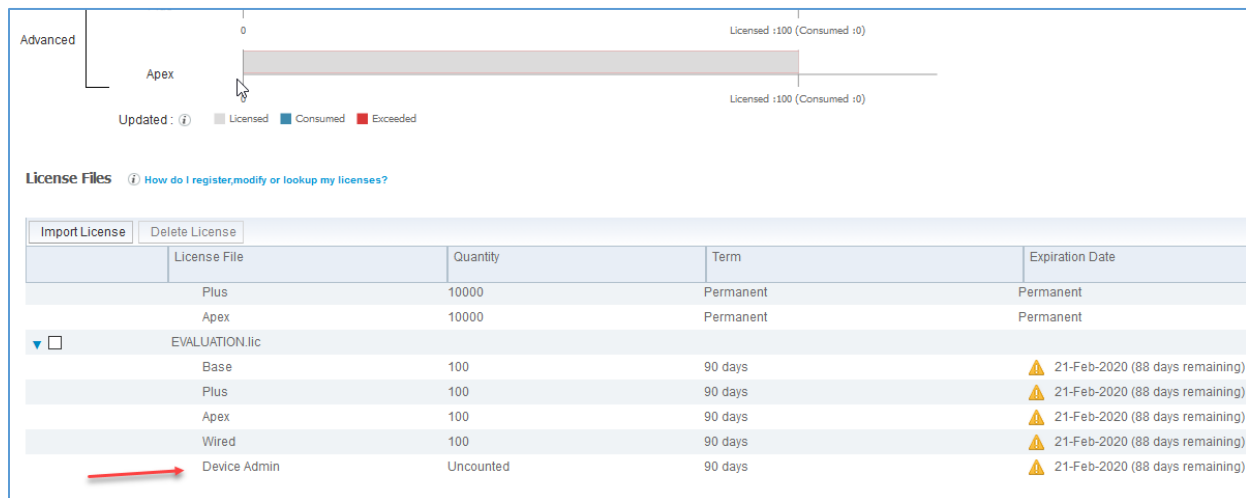 Advanced
0
Licensed :100 (Consumed :0)
Apex
0
Licensed :100 (Consumed :0)
Updated : i Licensed Consumed Exceeded
License Files i How do I register,modify or lookup my licenses?
Import License Delete License
License File Quantity Term Expiration Date
Plus 10000 Permanent Permanent
Apex 10000 Permanent Permanent
EVALUATION.lic
Base 100 90 days 21-Feb-2020 (88 days remaining)
Plus 100 90 days 21-Feb-2020 (88 days remaining)
Apex 100 90 days 21-Feb-2020 (88 days remaining)
Wired 100 90 days 21-Feb-2020 (88 days remaining)
Device Admin Uncounted 90 days 21-Feb-2020 (88 days remaining)